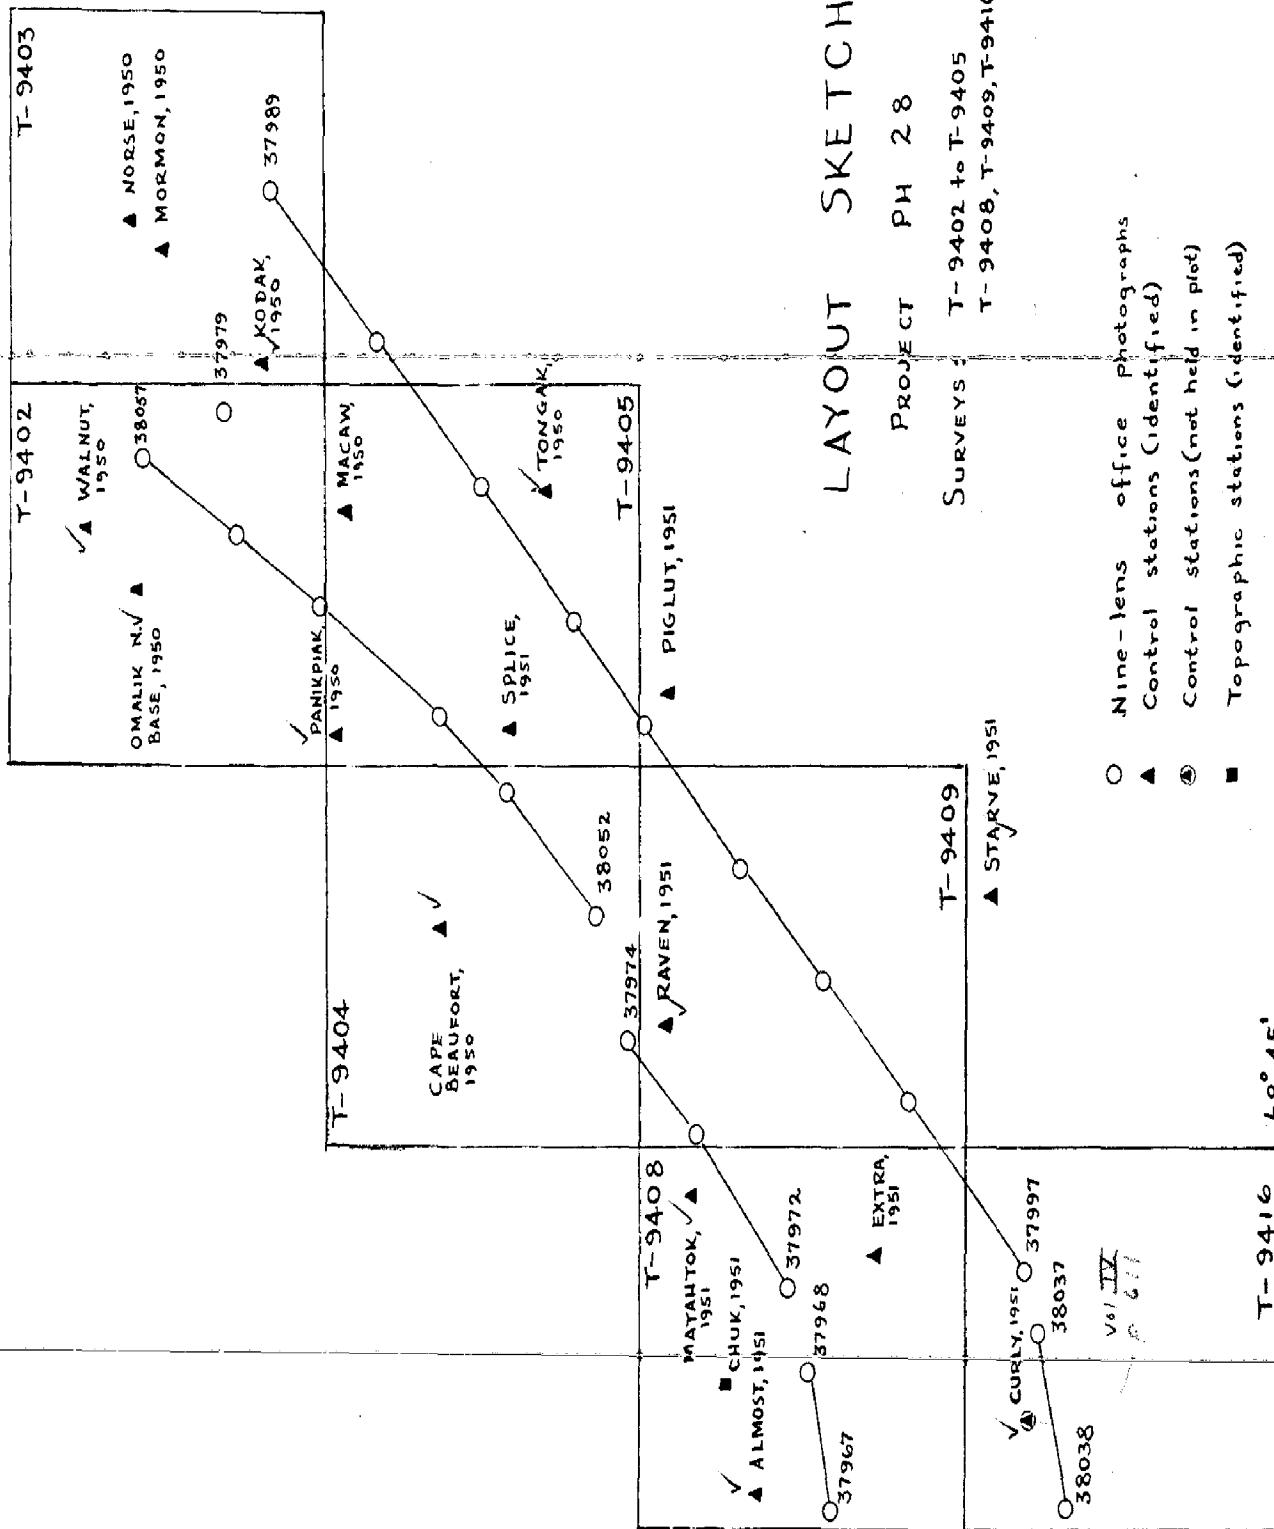 T-9403
NORSE, 1950
MORMON, 1950
37989
KODAK,
1950
37979
T-9402
WALNUT,
1950
38057
OMALIK N.
BASE, 1950
PANIKPIAK,
1950
MACAW,
1950
TONGAK,
1950
T-9405
SPLICE,
1951
PIGLUT, 1951
T-9404
CAPE
BEAUFORT,
1950
38052
37974
RAVEN, 1951
T-9409
STARVE, 1951
T-9408
MATAHTOK,
1951
CHUK, 1951
ALMOST, 1951
37972
37968
37967
EXTRA,
1951
CURLY, 1951
37997
38037
38038
Vol IV
T-9416
LAYOUT SKETCH
PROJECT PH 28
SURVEYS: T-9402 to T-9405
T-9408, T-9409, T-9416
Nine-lens office photographs
Control stations (identified)
Control stations (not held in plot)
Topographic stations (identified)